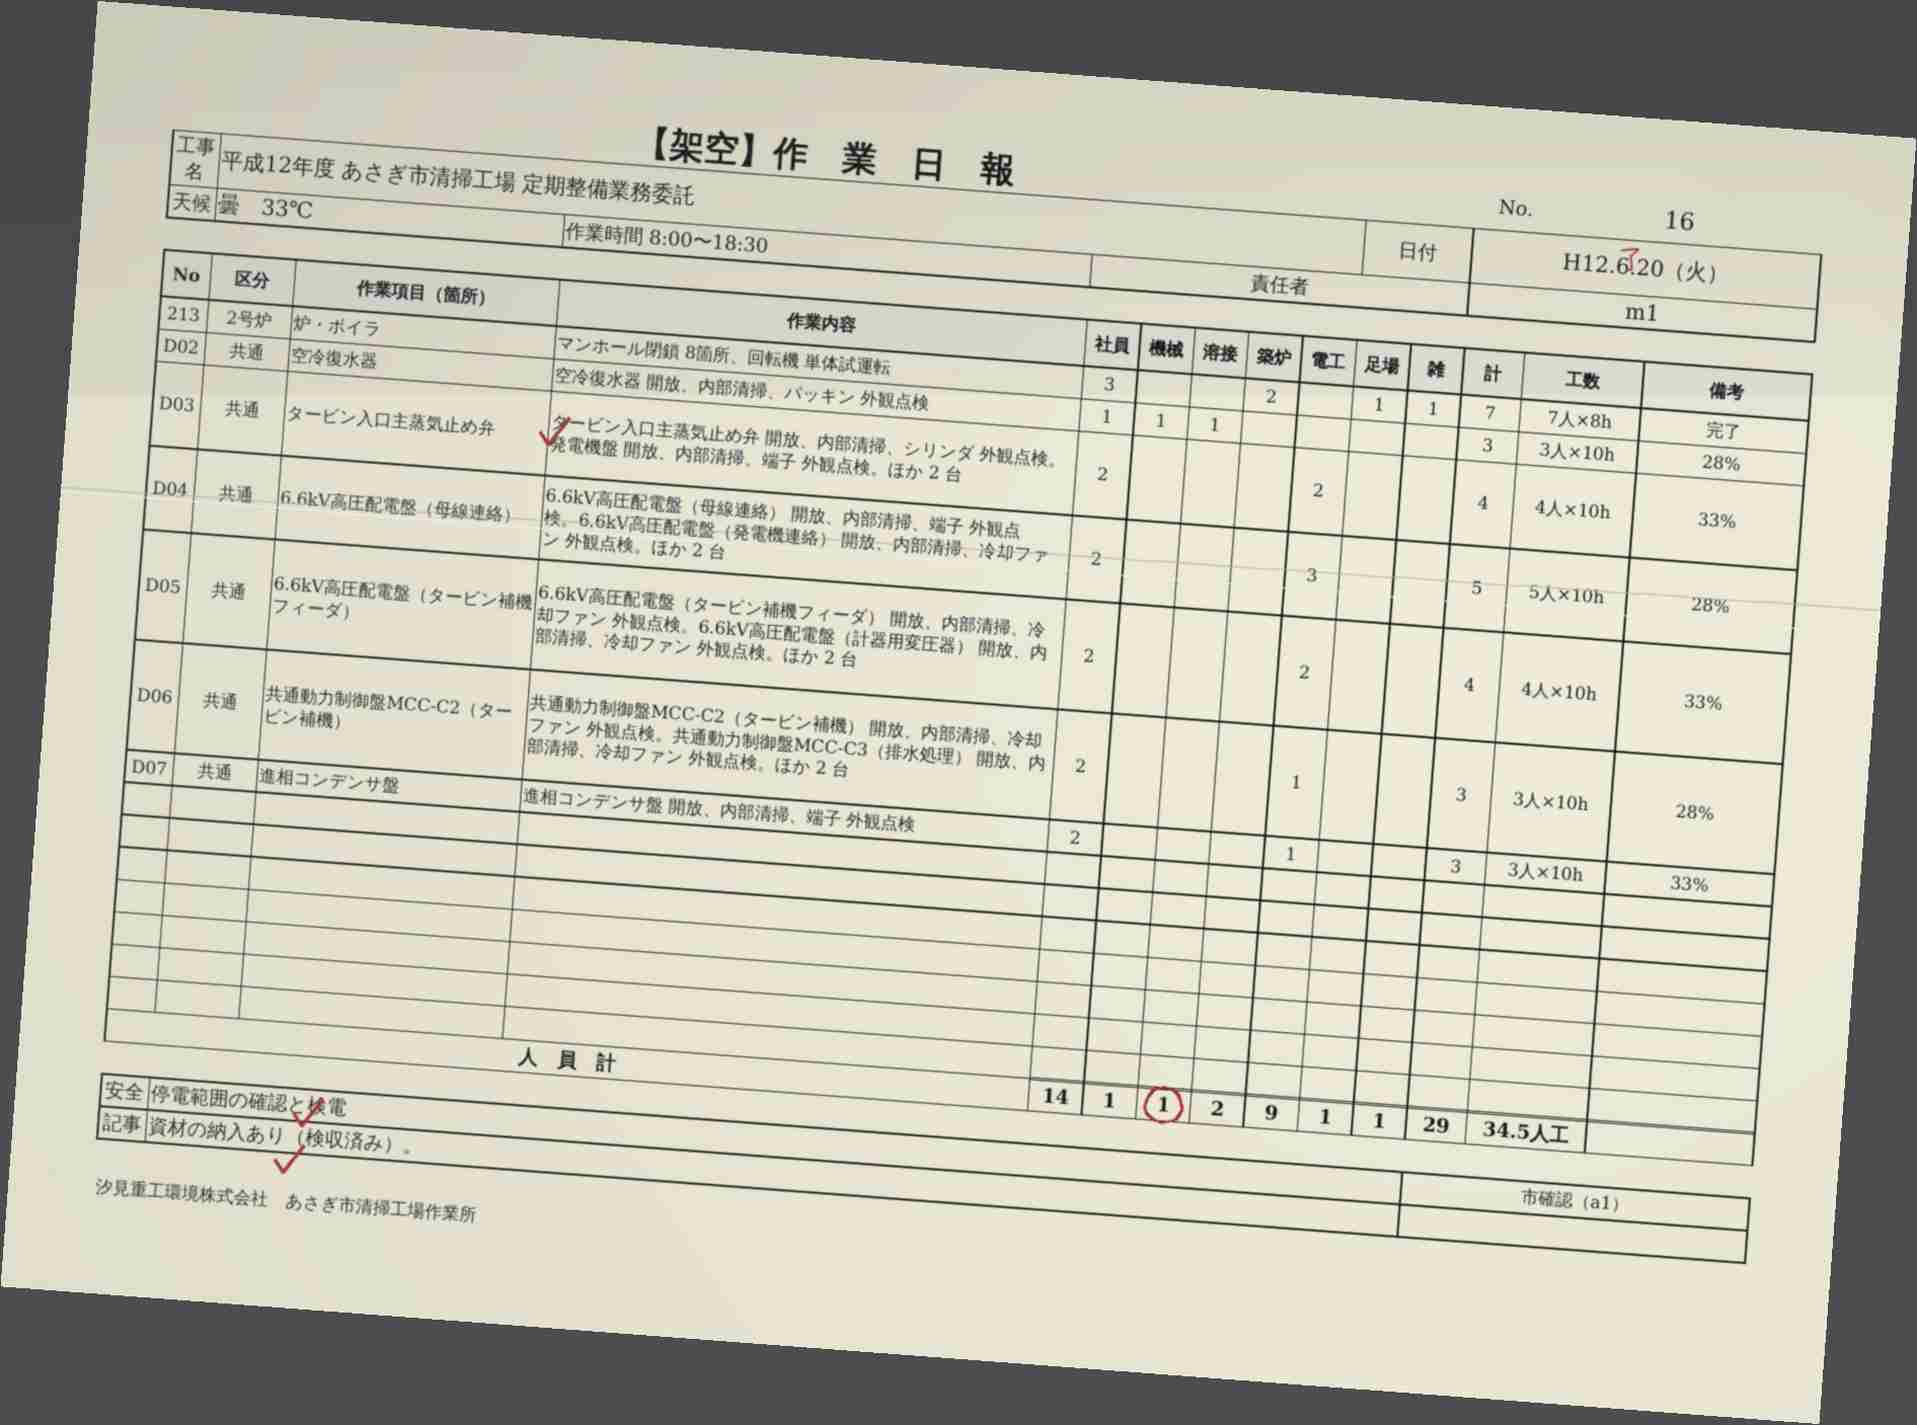 【架空】作 業 日 報
No. 16
工事名 平成12年度 あさぎ市清掃工場 定期整備業務委託 日付 H12.6.20（火）
天候 曇 33℃ 作業時間 8:00〜18:30 責任者 m1
No 区分 作業項目（箇所） 作業内容 社員 機械 溶接 築炉 電工 足場 雑 計 工数 備考
213 2号炉 炉・ボイラ マンホール閉鎖 8箇所、回転機 単体試運転 3 2 1 1 7 7人×8h 完了
D02 共通 空冷復水器 空冷復水器 開放、内部清掃、パッキン 外観点検 1 1 1 3 3人×10h 28%
D03 共通 タービン入口主蒸気止め弁 タービン入口主蒸気止め弁 開放、内部清掃、シリンダ 外観点検。
発電機盤 開放、内部清掃、端子 外観点検。ほか 2 台 2 2 4 4人×10h 33%
D04 共通 6.6kV高圧配電盤（母線連絡） 6.6kV高圧配電盤（母線連絡） 開放、内部清掃、端子 外観点
検。6.6kV高圧配電盤（発電機連絡） 開放、内部清掃、冷却ファ
ン 外観点検。ほか 2 台 2 3 5 5人×10h 28%
D05 共通 6.6kV高圧配電盤（タービン補機
フィーダ） 6.6kV高圧配電盤（タービン補機フィーダ） 開放、内部清掃、冷
却ファン 外観点検。6.6kV高圧配電盤（計器用変圧器） 開放、内
部清掃、冷却ファン 外観点検。ほか 2 台 2 2 4 4人×10h 33%
D06 共通 共通動力制御盤MCC-C2（ター
ビン補機） 共通動力制御盤MCC-C2（タービン補機） 開放、内部清掃、冷却
ファン 外観点検。共通動力制御盤MCC-C3（排水処理） 開放、内
部清掃、冷却ファン 外観点検。ほか 2 台 2 1 3 3人×10h 28%
D07 共通 進相コンデンサ盤 進相コンデンサ盤 開放、内部清掃、端子 外観点検 2 1 3 3人×10h 33%
人 員 計 14 1 1 2 9 1 1 29 34.5人工
安全 停電範囲の確認と検電 市確認（a1）
記事 資材の納入あり（検収済み）。
汐見重工環境株式会社 あさぎ市清掃工場作業所